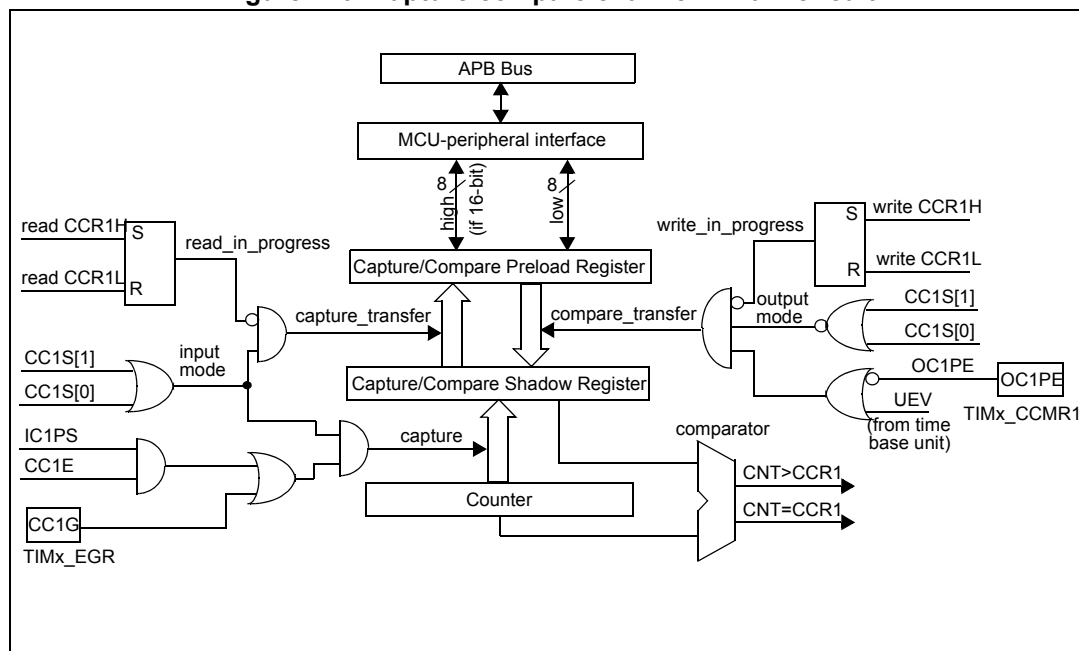 APB Bus
MCU-peripheral interface
8
high
(if 16-bit)
8
low
read CCR1H
S
read_in_progress
read CCR1L
R
write_in_progress
S
write CCR1H
R
write CCR1L
Capture/Compare Preload Register
capture_transfer
compare_transfer
output
mode
CC1S[1]
CC1S[0]
CC1S[1]
input
mode
CC1S[0]
Capture/Compare Shadow Register
OC1PE
OC1PE
UEV
TIMx_CCMR1
(from time
base unit)
IC1PS
CC1E
capture
comparator
CNT>CCR1
Counter
CNT=CCR1
CC1G
TIMx_EGR